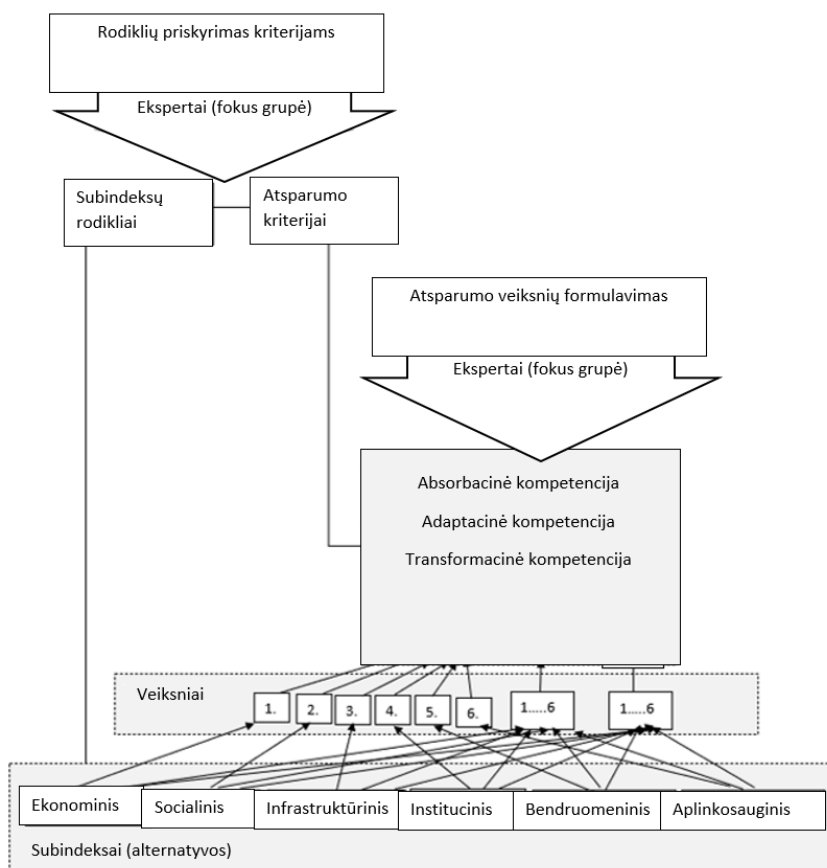 Rodiklių priskyrimas kriterijams
Ekspertai (fokus grupė)
Subindeksų
rodikliai
Atsparumo
kriterijai
Atsparumo veiksnių formulavimas
Ekspertai (fokus grupė)
Absorbacinė kompetencija
Adaptacinė kompetencija
Transformacinė kompetencija
Veiksniai
1.
2.
3.
4.
5.
6.
1.....6
1.....6
Ekonominis
Socialinis
Infrastruktūrinis
Institucinis
Bendruomeninis
Aplinkosauginis
Subindeksai (alternatyvos)